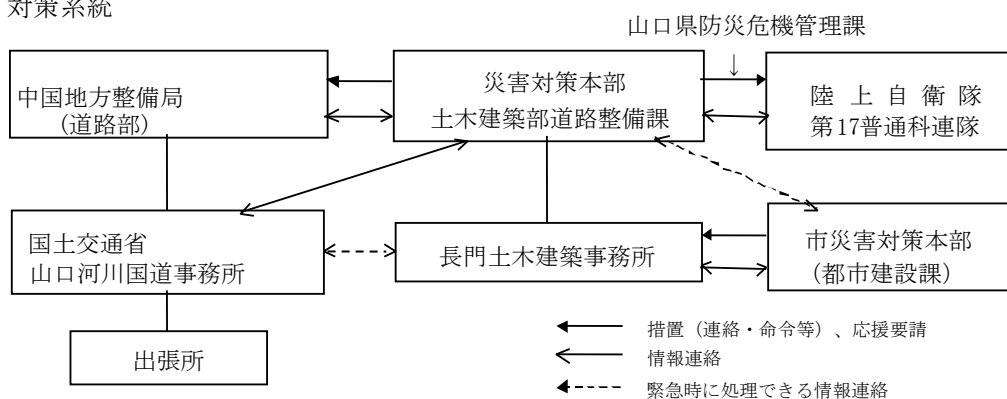 対策系統
山口県防災危機管理課
↓
中国地方整備局
(道路部)
災害対策本部
土木建築部道路整備課
陸上自衛隊
第17普通科連隊
国土交通省
山口河川国道事務所
長門土木建築事務所
市災害対策本部
(都市建設課)
出張所
措置（連絡・命令等）、応援要請
情報連絡
緊急時に処理できる情報連絡